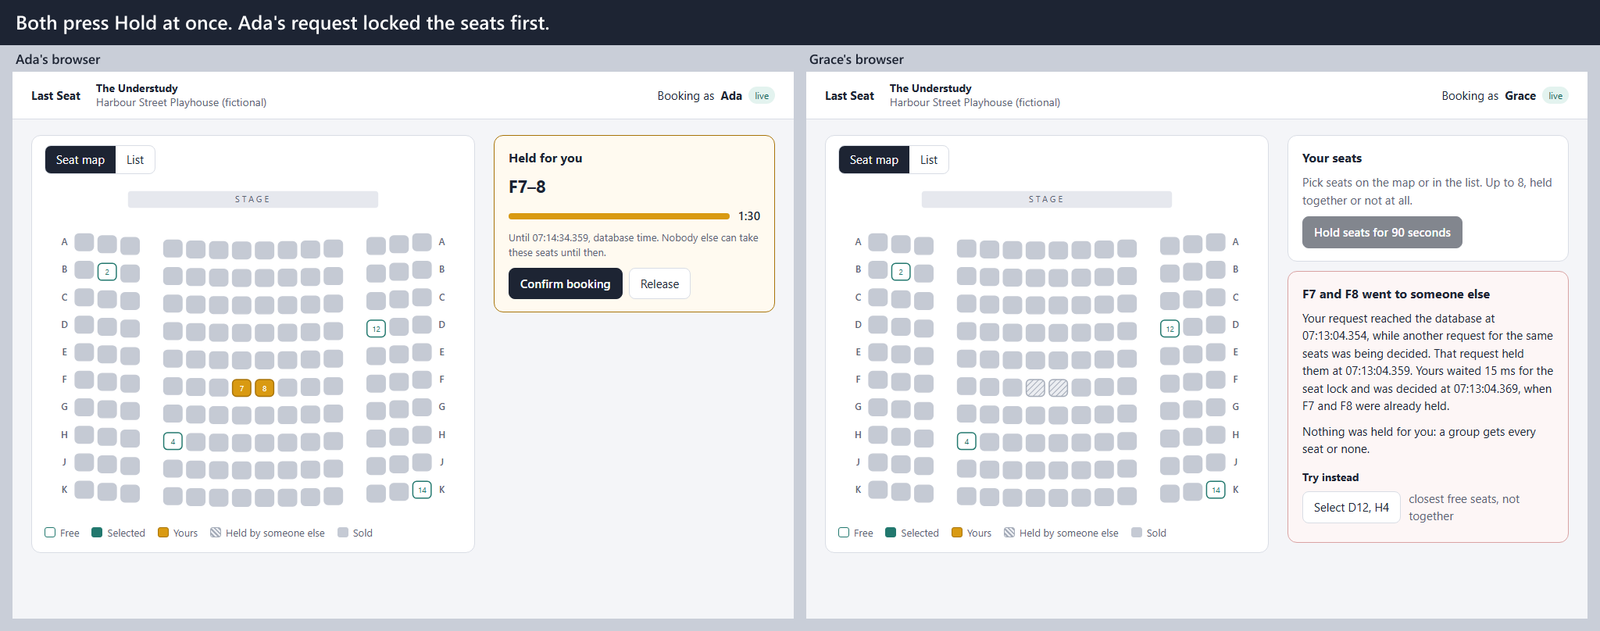 Both press Hold at once. Ada's request locked the seats first.
Ada's browser
Last Seat
The Understudy
Harbour Street Playhouse (fictional)
Booking as Ada live
Seat map List
STAGE
A A
B 2 B
C C
D 12 D
E E
F 7 8 F
G G
H 4 H
J J
K 14 K
Free Selected Yours Held by someone else Sold
Held for you
F7–8
1:30
Until 07:14:34.359, database time. Nobody else can take
these seats until then.
Confirm booking Release
Grace's browser
Last Seat
The Understudy
Harbour Street Playhouse (fictional)
Booking as Grace live
Seat map List
STAGE
A A
B 2 B
C C
D 12 D
E E
F F
G G
H 4 H
J J
K 14 K
Free Selected Yours Held by someone else Sold
Your seats
Pick seats on the map or in the list. Up to 8, held
together or not at all.
Hold seats for 90 seconds
F7 and F8 went to someone else
Your request reached the database at
07:13:04.354, while another request for the same
seats was being decided. That request held
them at 07:13:04.359. Yours waited 15 ms for the
seat lock and was decided at 07:13:04.369, when
F7 and F8 were already held.
Nothing was held for you: a group gets every
seat or none.
Try instead
Select D12, H4
closest free seats, not
together